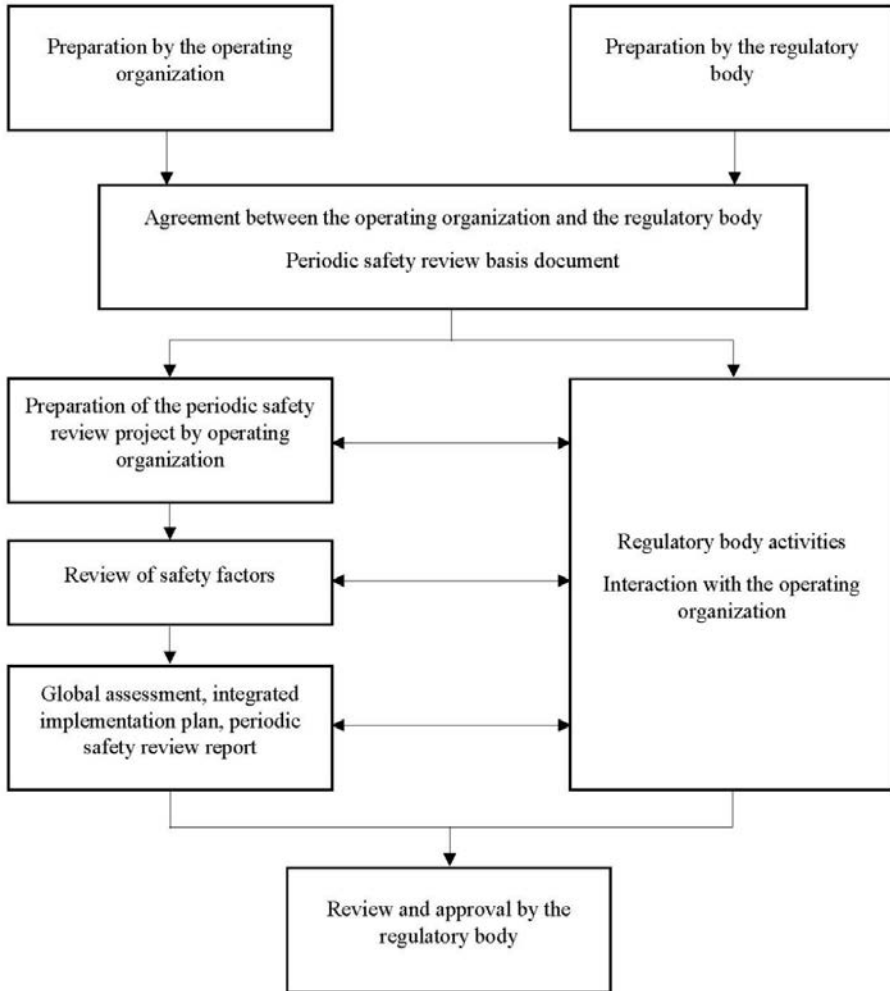 Preparation by the operating
organization
Preparation by the regulatory
body
Agreement between the operating organization and the regulatory body
Periodic safety review basis document
Preparation of the periodic safety
review project by operating
organization
Review of safety factors
Global assessment, integrated
implementation plan, periodic
safety review report
Regulatory body activities
Interaction with the operating
organization
Review and approval by the
regulatory body